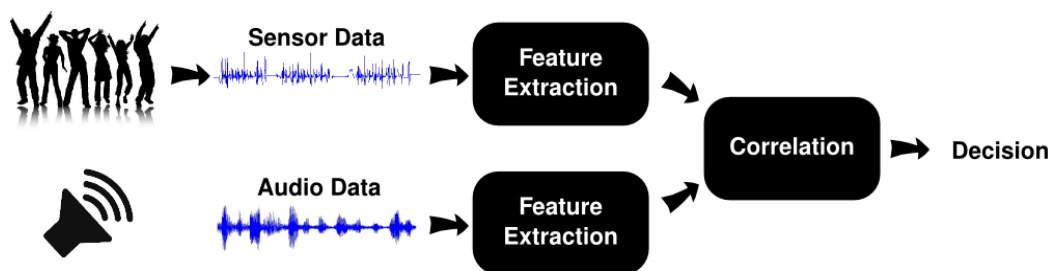 Sensor Data
Feature
Extraction
Correlation
Decision
Audio Data
Feature
Extraction